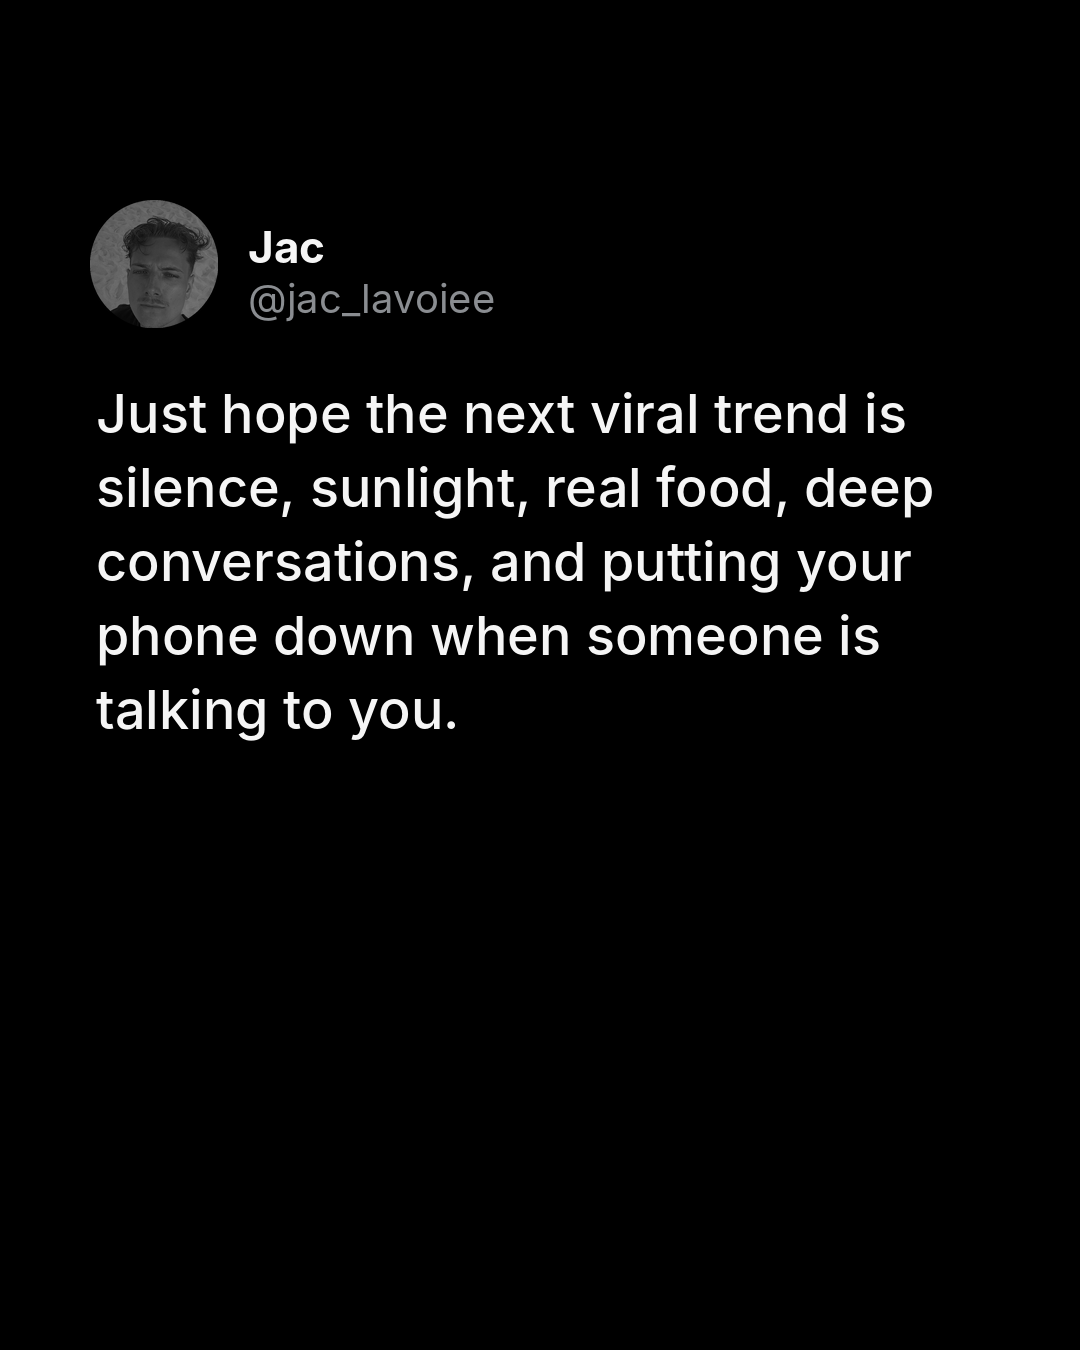 Jac
@jac_lavoiee
Just hope the next viral trend is
silence, sunlight, real food, deep
conversations, and putting your
phone down when someone is
talking to you.